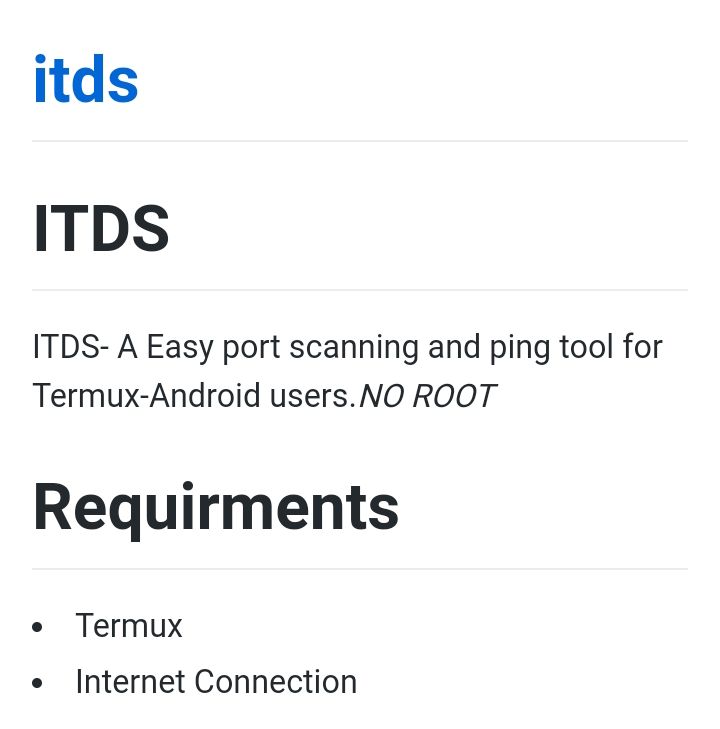 itds
ITDS
ITDS- A Easy port scanning and ping tool for
Termux-Android users.NO ROOT
Requirments
• Termux
• Internet Connection